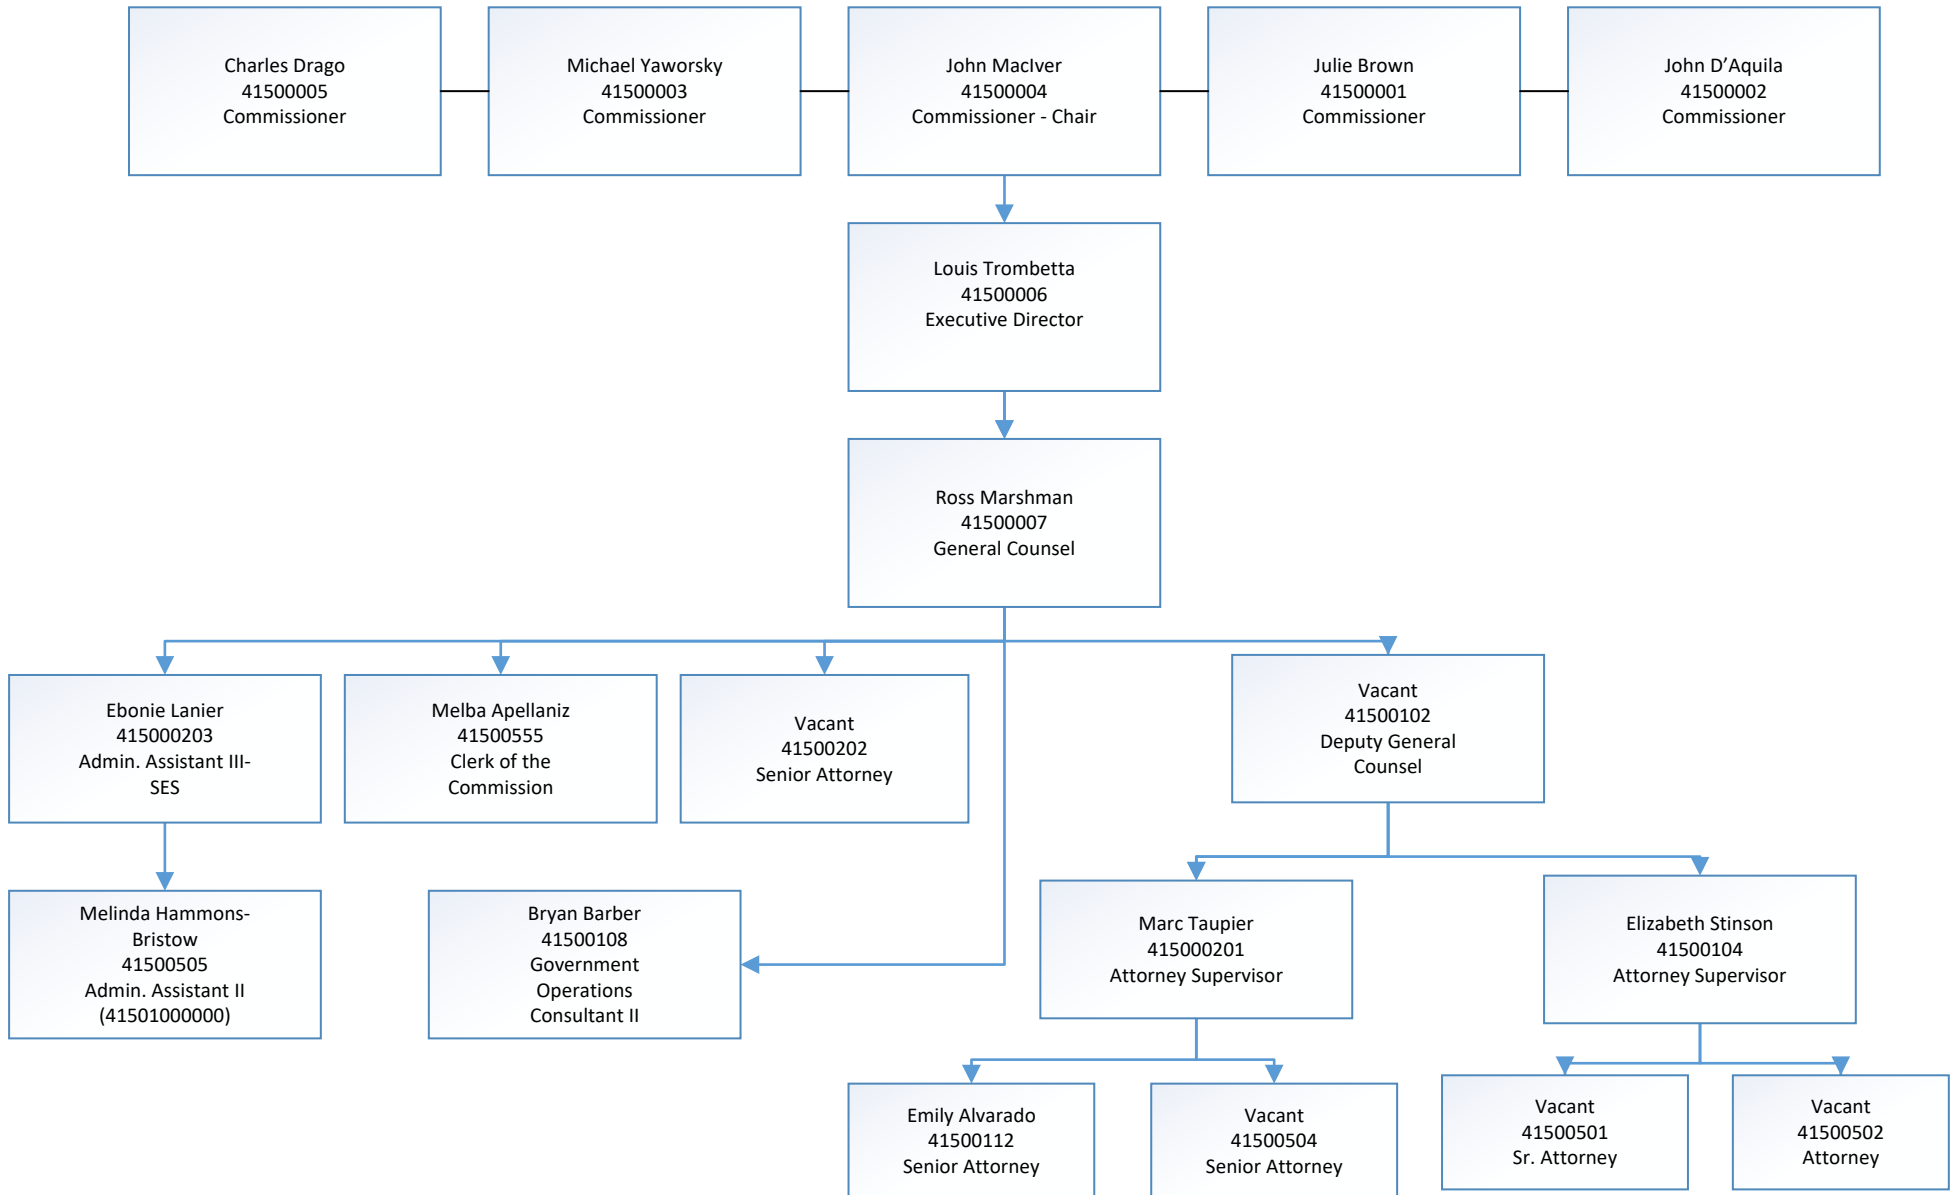 Charles Drago
41500005
Commissioner
Michael Yaworsky
41500003
Commissioner
John MacIver
41500004
Commissioner - Chair
Julie Brown
41500001
Commissioner
John D’Aquila
41500002
Commissioner
Louis Trombetta
41500006
Executive Director
Ross Marshman
41500007
General Counsel
Ebonie Lanier
415000203
Admin. Assistant III-
SES
Melba Apellaniz
41500555
Clerk of the
Commission
Vacant
41500202
Senior Attorney
Vacant
41500102
Deputy General
Counsel
Melinda Hammons-
Bristow
41500505
Admin. Assistant II
(41501000000)
Bryan Barber
41500108
Government
Operations
Consultant II
Marc Taupier
415000201
Attorney Supervisor
Elizabeth Stinson
41500104
Attorney Supervisor
Emily Alvarado
41500112
Senior Attorney
Vacant
41500504
Senior Attorney
Vacant
41500501
Sr. Attorney
Vacant
41500502
Attorney